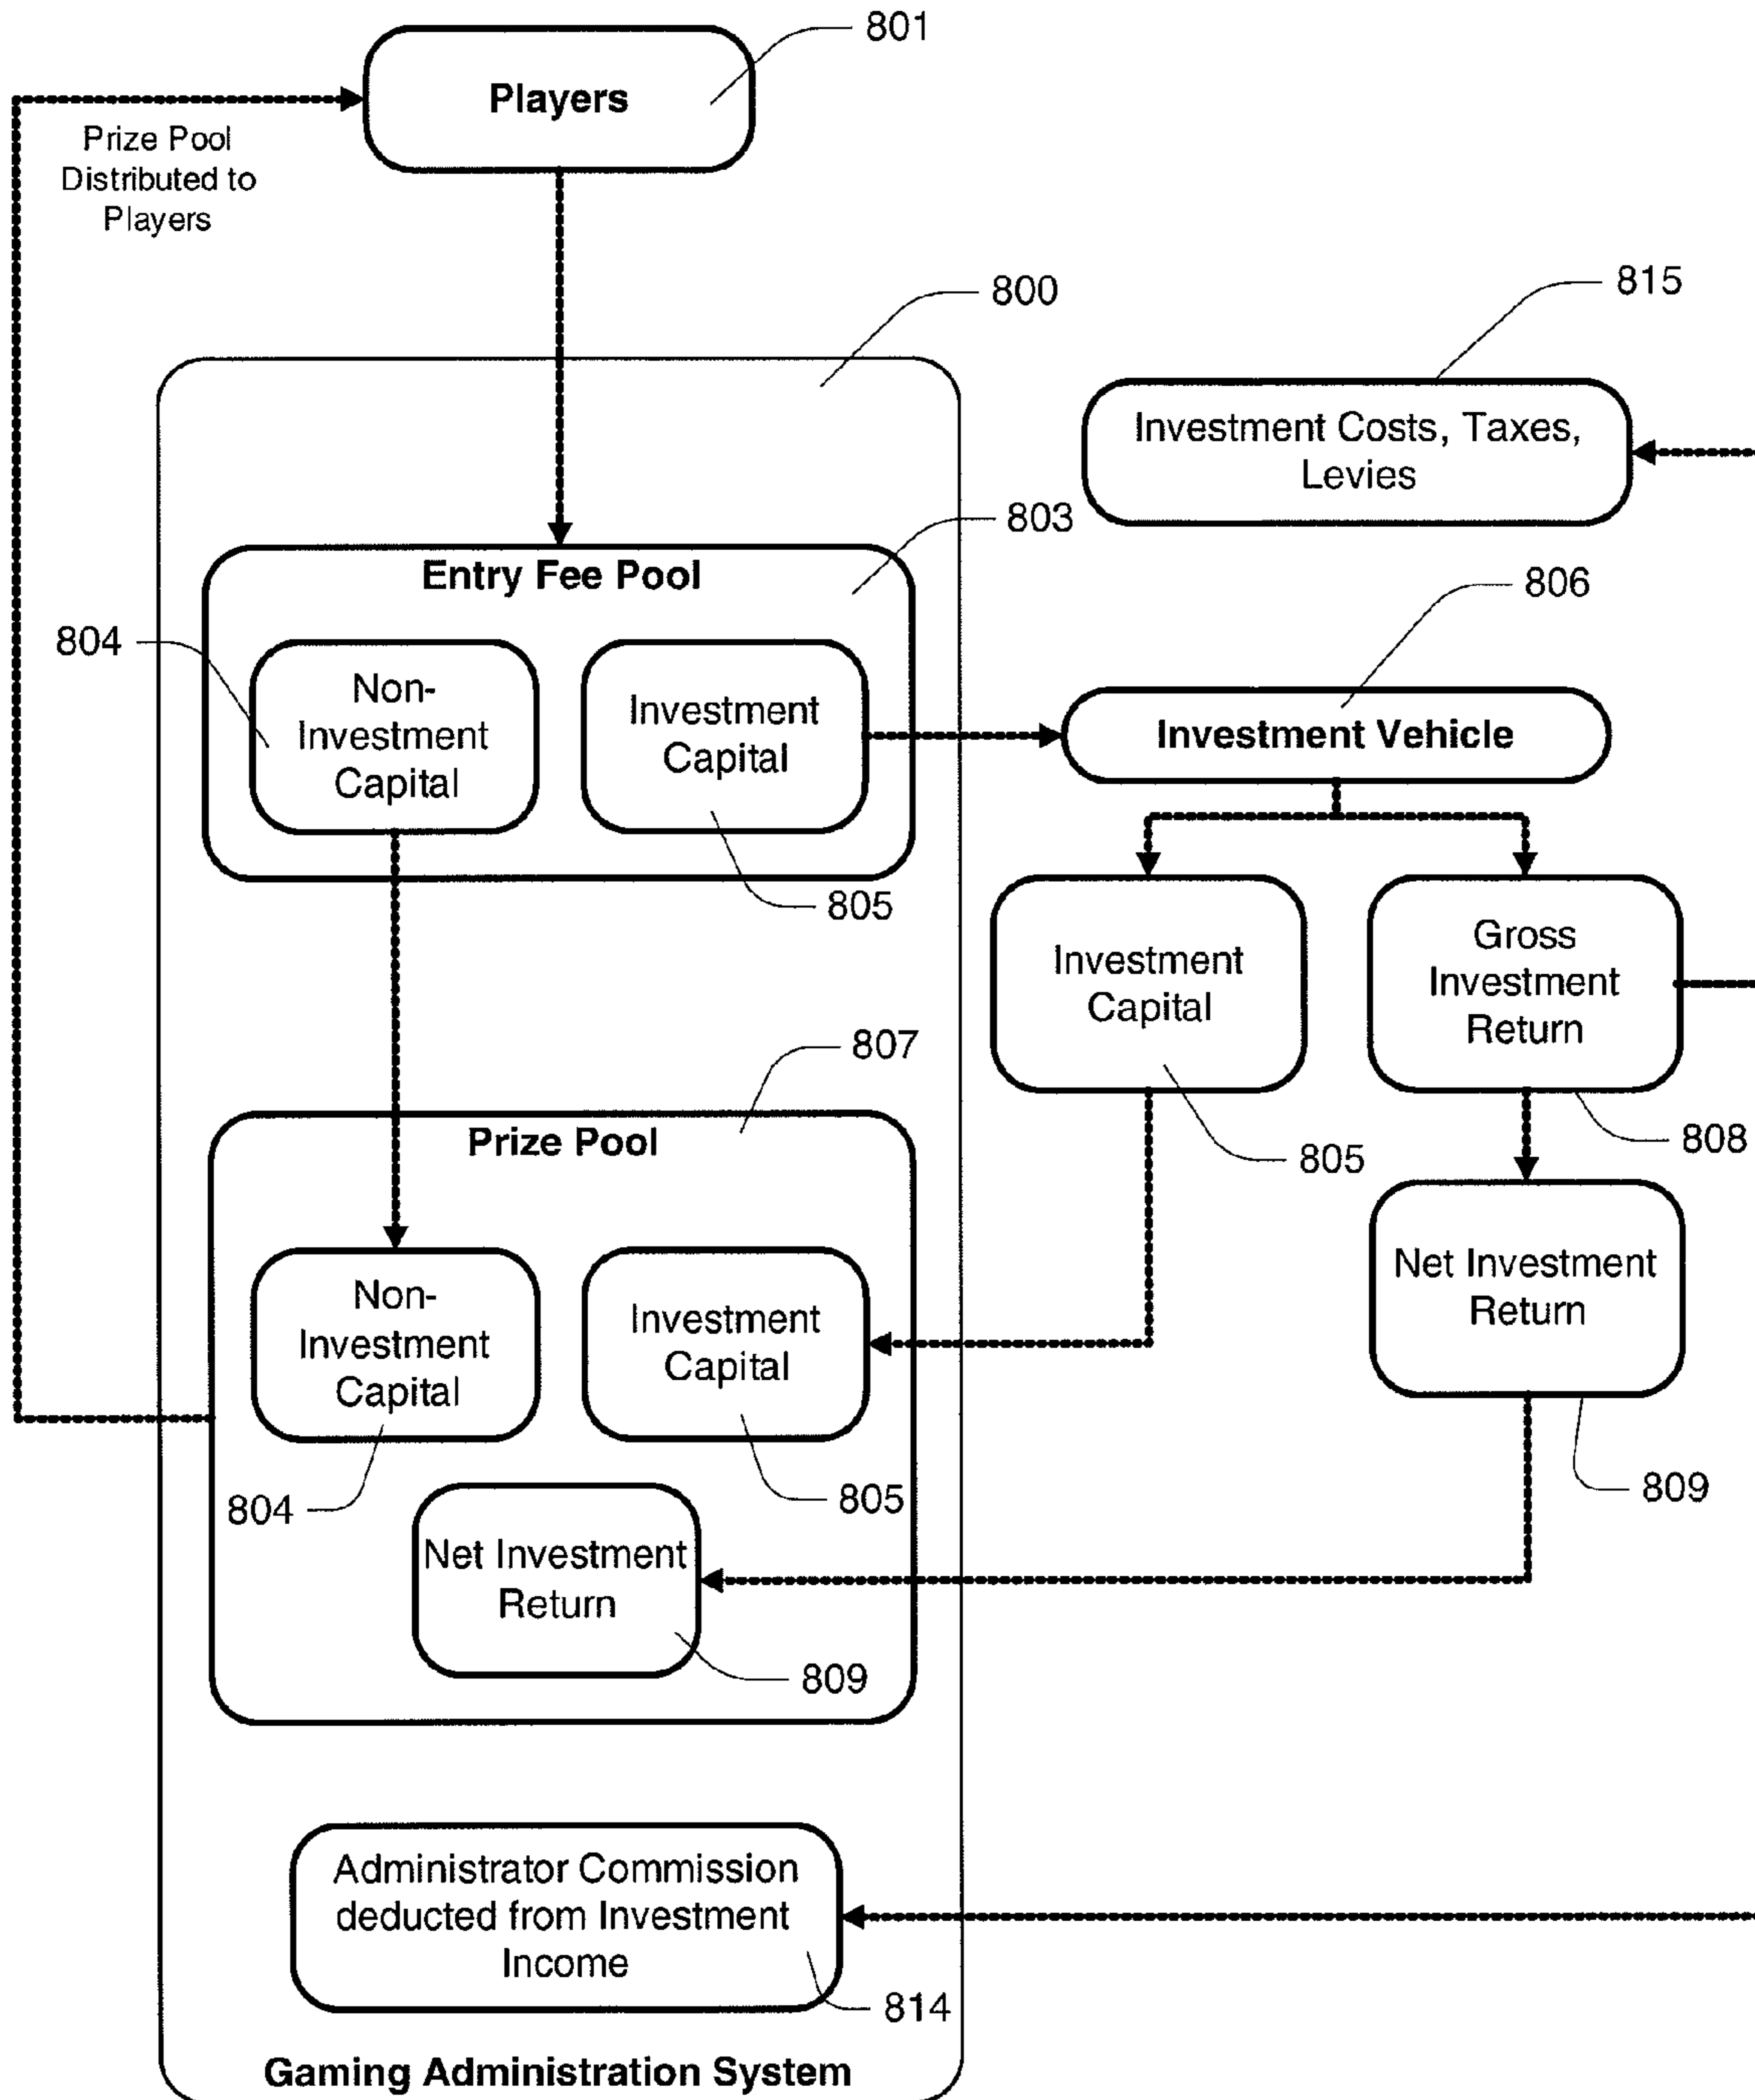 801
Players
Prize Pool
Distributed to
Players
800
815
Investment Costs, Taxes,
Levies
803
Entry Fee Pool
806
804
Non-
Investment
Capital
Investment
Capital
Investment Vehicle
805
Investment
Capital
Gross
Investment
Return
807
808
805
Prize Pool
Net Investment
Return
Non-
Investment
Capital
Investment
Capital
804
805
809
Net Investment
Return
809
Administrator Commission
deducted from Investment
Income
814
Gaming Administration System